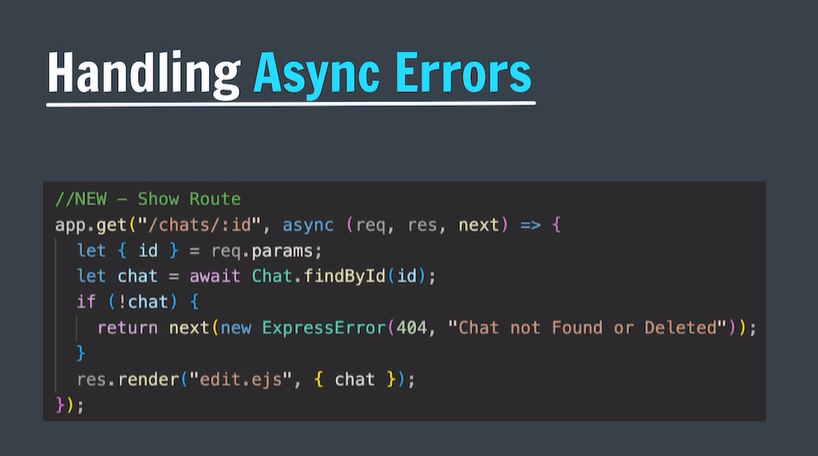 Handling Async Errors
//NEW – Show Route
app.get("/chats/:id", async (req, res, next) => {
let { id } = req.params;
let chat = await Chat.findById(id);
if (!chat) {
return next(new ExpressError(404, "Chat not Found or Deleted"));
}
res.render("edit.ejs", { chat });
});